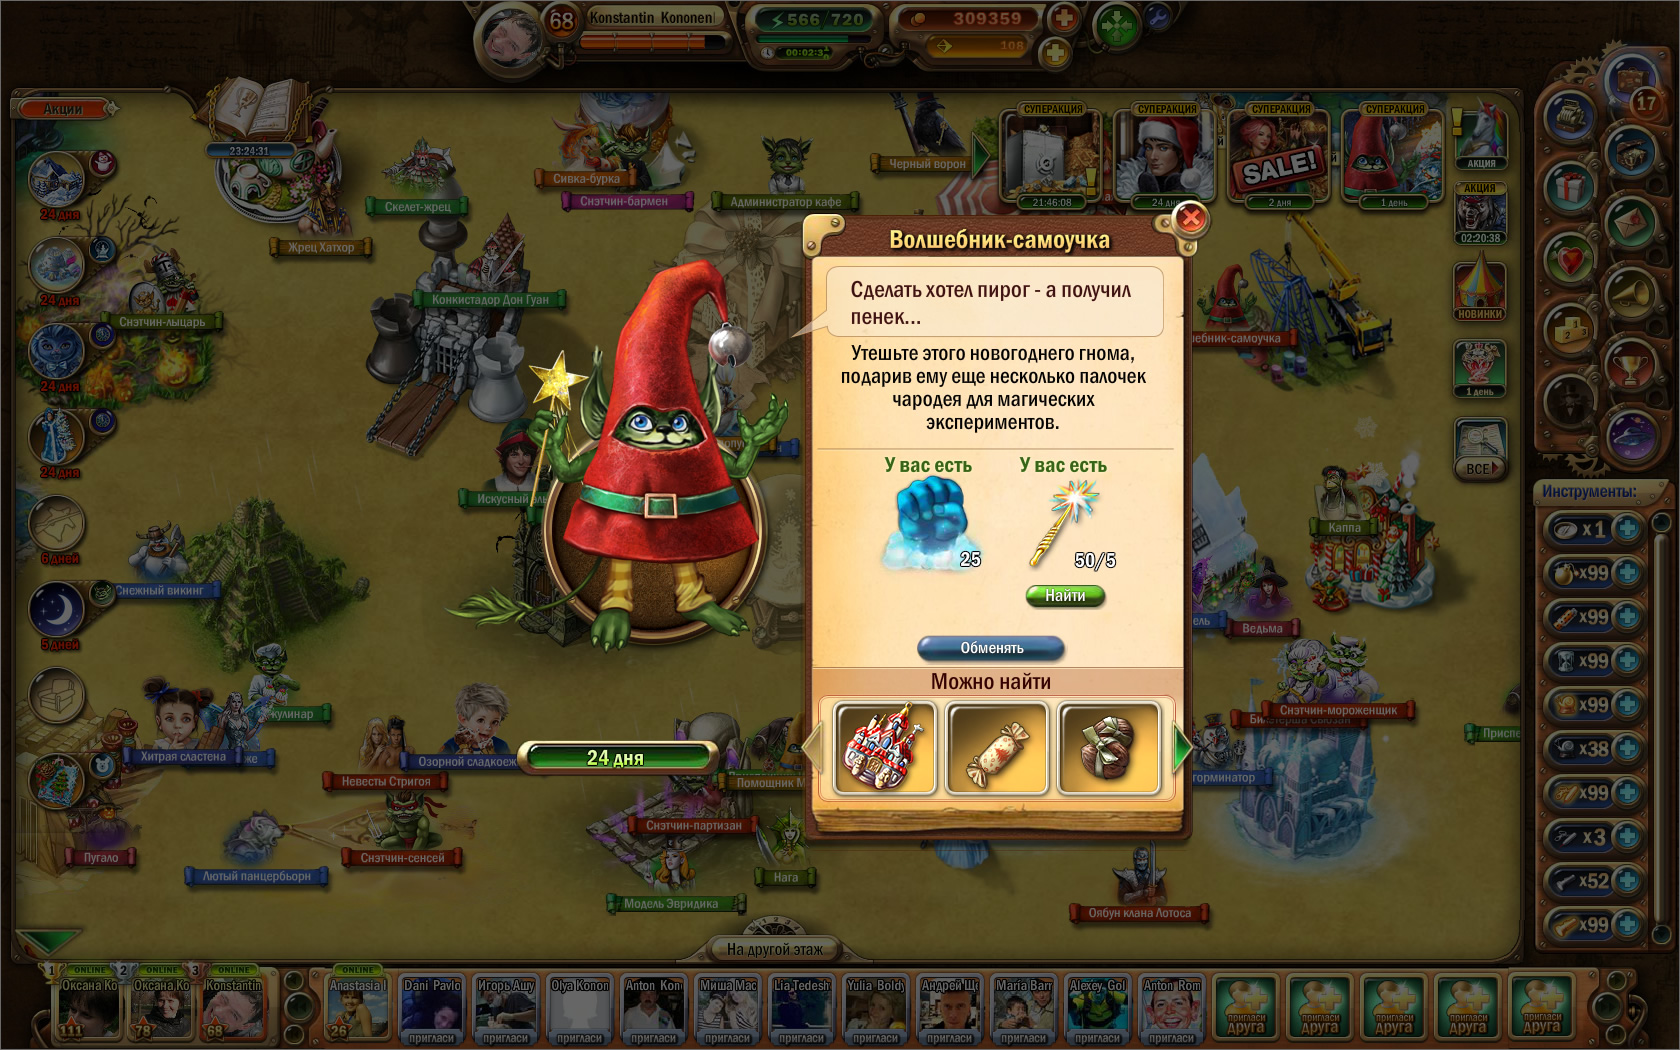 68
Konstantin Kononen
566 / 720
309359
00:02:3
108
Акции
23:24:31
17
СУПЕРАКЦИЯ
СУПЕРАКЦИЯ
СУПЕРАКЦИЯ
СУПЕРАКЦИЯ
SALE!
21:46:08
24 дн
2 дня
1 день
АКЦИЯ
АКЦИЯ
02:20:38
НОВИНКИ
1 день
ВСЕ
24 дня
24 дня
24 дня
24 дня
6 дней
5 дней
Черный ворон
Сивка-бурка
Снэтчин-бармен
Администратор кафе
Скелет-жрец
Жрец Хатхор
Конкистадор Дон Гуан
Снэтчин-лыцарь
Искусный эль
Волшебник-самоучка
Сделать хотел пирог - а получил
пенек...
Утешьте этого новогоднего гнома,
подарив ему еще несколько палочек
чародея для магических
экспериментов.
У вас есть
У вас есть
25
50/5
Найти
Обменять
Можно найти
24 дня
ебник-самоучка
Каппа
Ведьма
Снэтчин-мороженщик
Приспе
торминатор
Снежный викинг
кулинар
Хитрая сластена
же
Невесты Стригоя
Озорной сладкоеж
Помощник М
Снэтчин-партизан
Снэтчин-сенсей
Пугало
Лютый панцербьорн
Нага
Модель Эвридика
Оябун клана Лотоса
На другой этаж
Инструменты:
x1
x99
x99
x99
x99
x38
x99
x3
x52
x99
1
ONLINE
2
ONLINE
3
ONLINE
ONLINE
Оксана Ко
Оксана Ко
Konstantin
Anastasia I
Dani Pavlo
Игорь Ашу
Olya Konon
Anton Kon
Миша Мас
Lia Tedesh
Yulia Boldy
Андрей Щ
Maria Barr
Alexey Gol
Anton Rom
111
78
68
26
пригласи
пригласи
пригласи
пригласи
пригласи
пригласи
пригласи
пригласи
пригласи
пригласи
пригласи
пригласи
друга
пригласи
друга
пригласи
друга
пригласи
друга
пригласи
друга